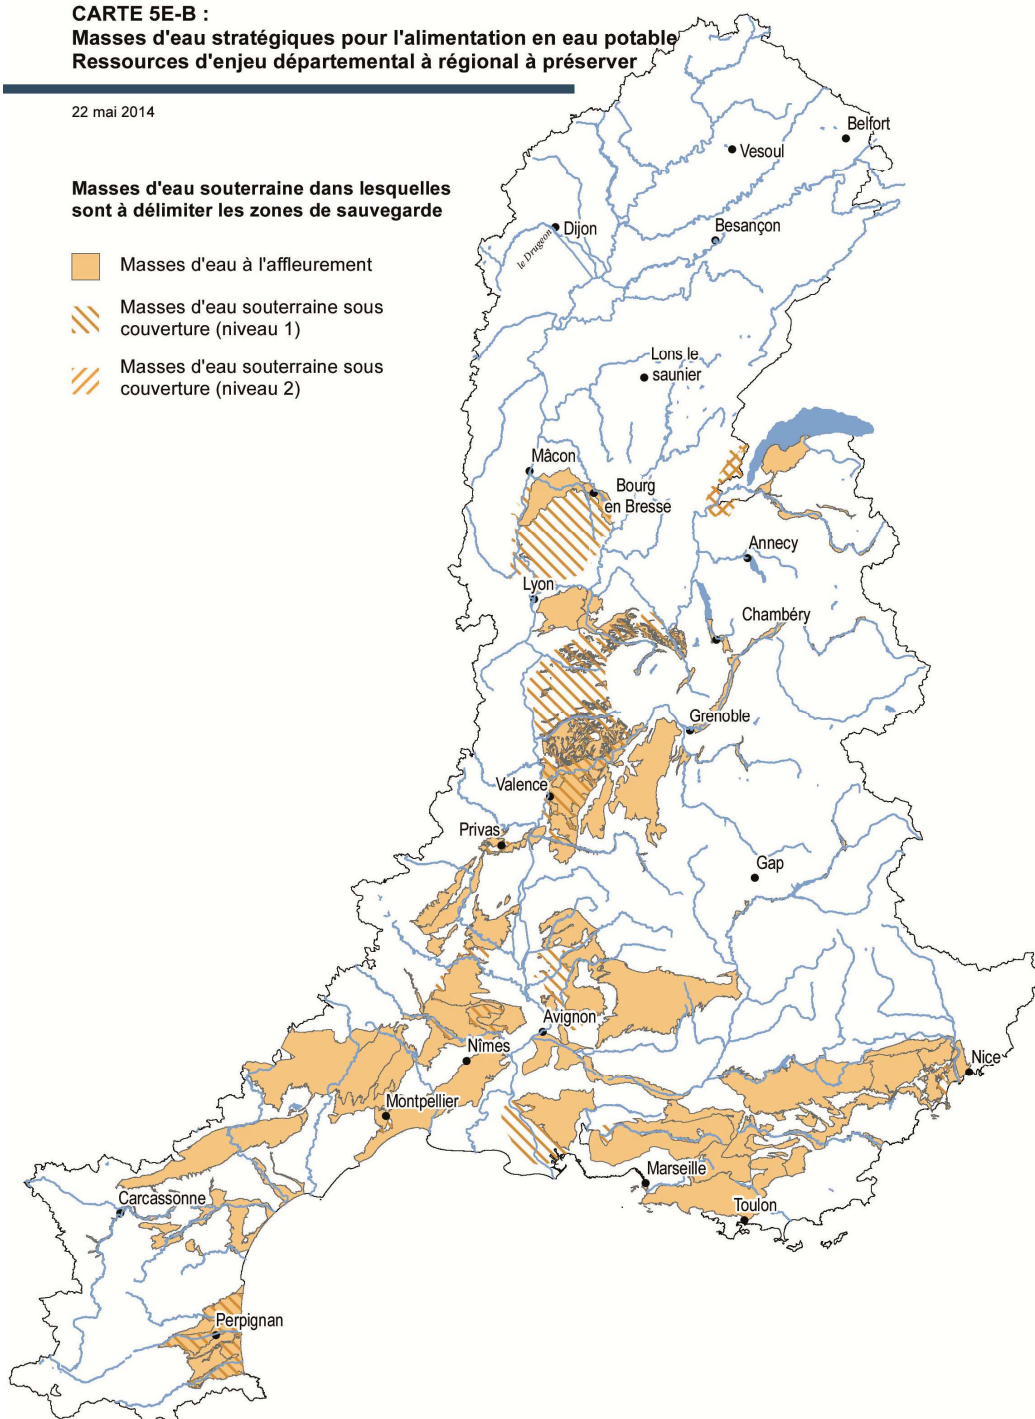 CARTE 5E-B :
Masses d'eau stratégiques pour l'alimentation en eau potable
Ressources d'enjeu départemental à régional à préserver
22 mai 2014
Masses d'eau souterraine dans lesquelles
sont à délimiter les zones de sauvegarde
Masses d'eau à l'affleurement
Masses d'eau souterraine sous
couverture (niveau 1)
Masses d'eau souterraine sous
couverture (niveau 2)
Belfort
Vesoul
Dijon
Besançon
le Drugeon
Lons le
saunier
Mâcon
Bourg
en Bresse
Annecy
Lyon
Chambéry
Grenoble
Valence
Privas
Gap
Avignon
Nîmes
Nice
Montpellier
Marseille
Carcassonne
Toulon
Perpignan